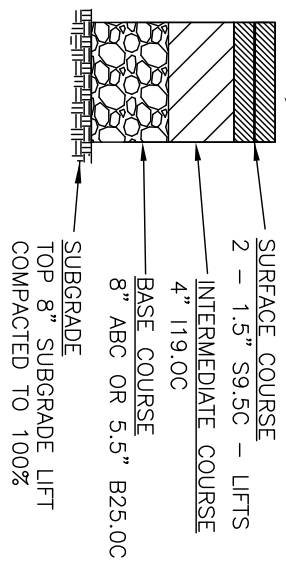 SURFACE COURSE
2 - 1.5" S9.5C - LIFTS
INTERMEDIATE COURSE
4" I19.0C
BASE COURSE
8" ABC OR 5.5" B25.0C
SUBGRADE
TOP 8" SUBGRADE LIFT
COMPACTED TO 100%